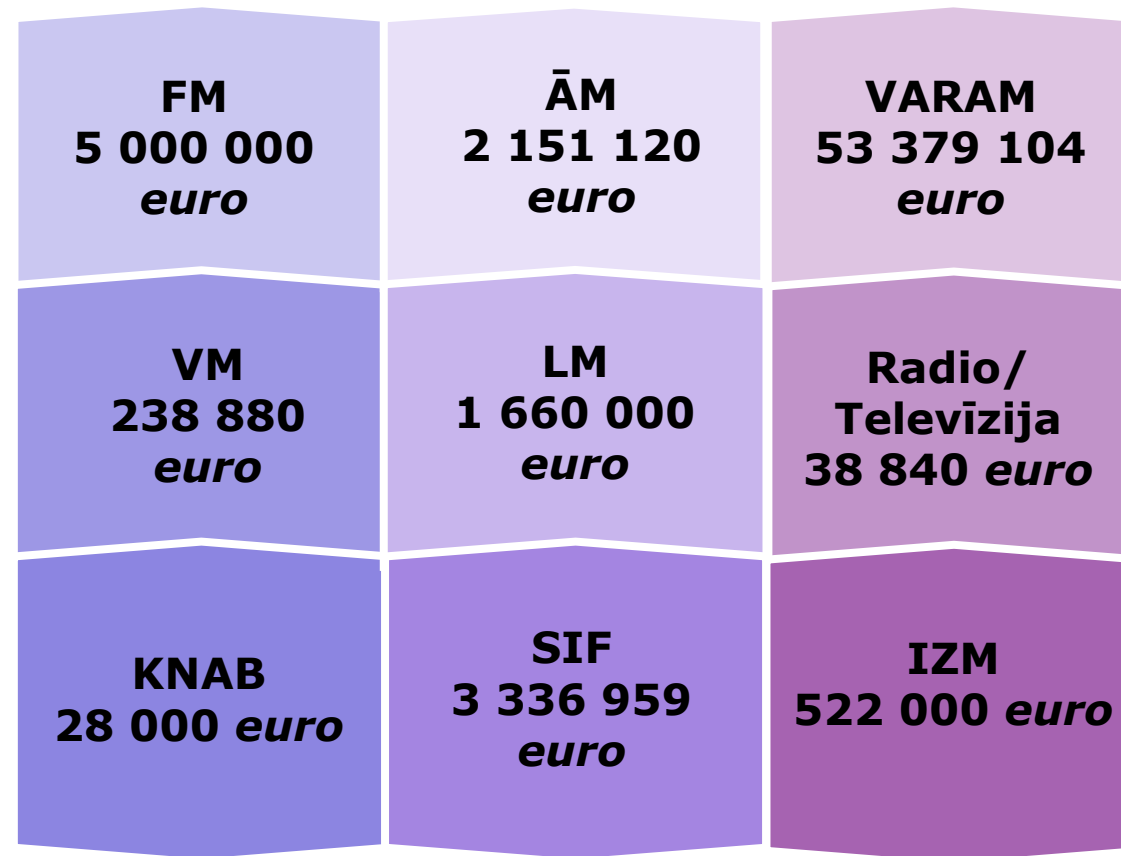 FM
5 000 000
euro
ĀM
2 151 120
euro
VARAM
53 379 104
euro
VM
238 880
euro
LM
1 660 000
euro
Radio/
Televīzija
38 840 euro
KNAB
28 000 euro
SIF
3 336 959
euro
IZM
522 000 euro